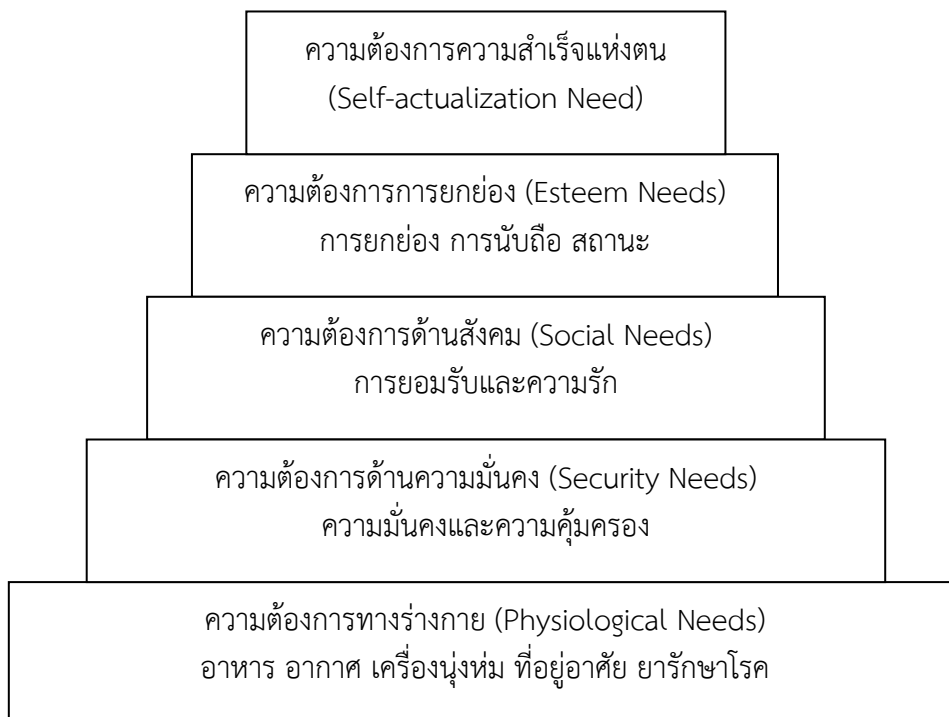 ความต้องการความสำเร็จแห่งตน
(Self-actualization Need)
ความต้องการการยกย่อง (Esteem Needs)
การยกย่อง การนับถือ สถานะ
ความต้องการด้านสังคม (Social Needs)
การยอมรับและความรัก
ความต้องการด้านความมั่นคง (Security Needs)
ความมั่นคงและความคุ้มครอง
ความต้องการทางร่างกาย (Physiological Needs)
อาหาร อากาศ เครื่องนุ่งห่ม ที่อยู่อาศัย ยารักษาโรค